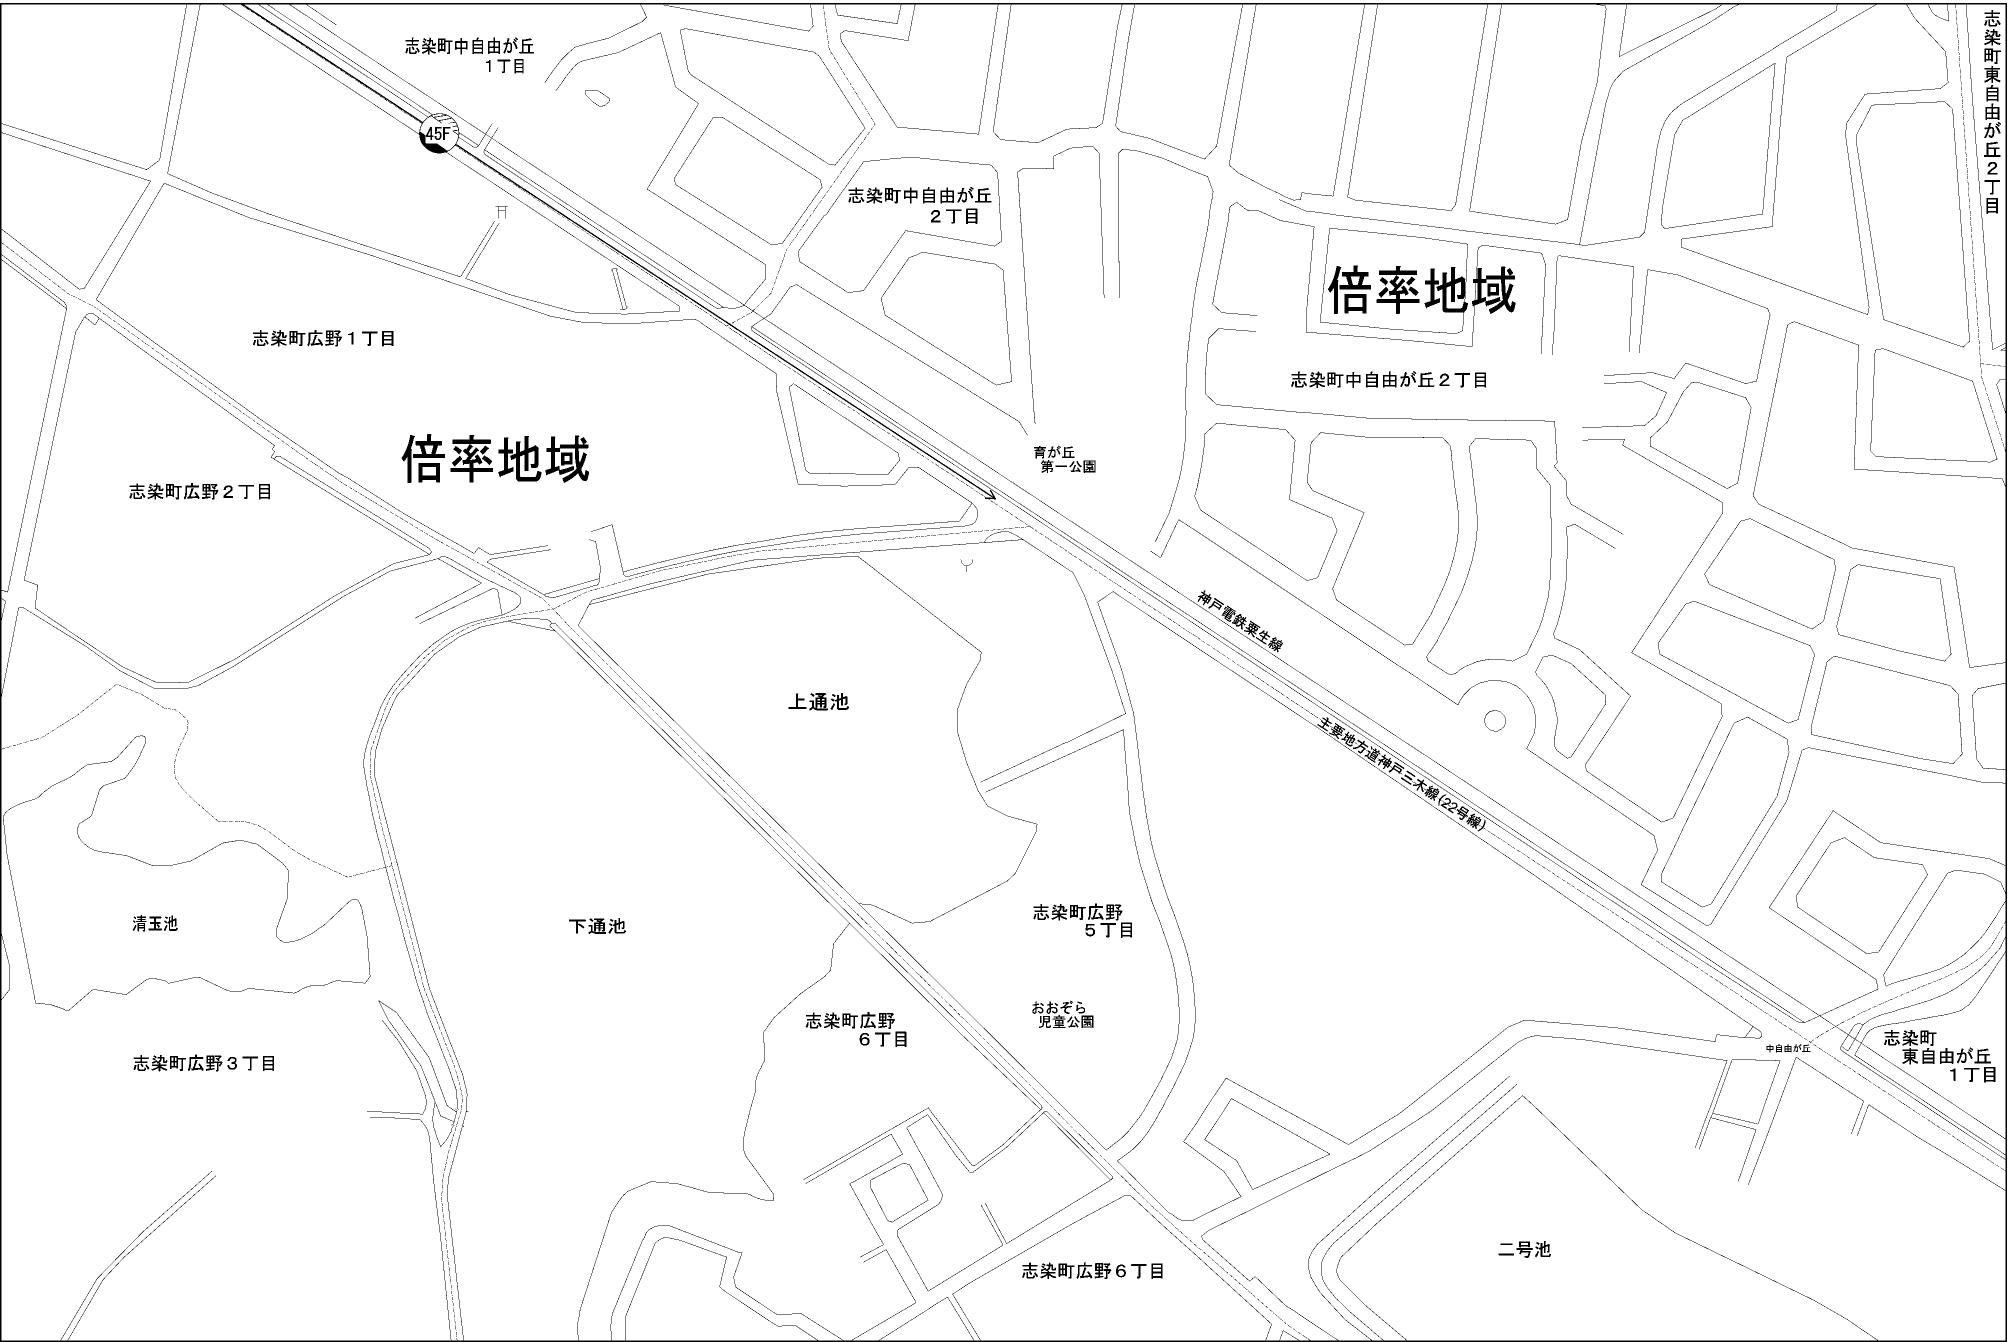 志染町中自由が丘
１丁目
志染町東自由が丘２丁目
45F
志染町中自由が丘
２丁目
倍率地域
志染町広野１丁目
志染町中自由が丘２丁目
倍率地域
育が丘
第一公園
志染町広野２丁目
神戸電鉄粟生線
上通池
主要地方道神戸三木線(22号線)
清玉池
下通池
志染町広野
５丁目
おおぞら
児童公園
志染町広野
６丁目
志染町広野３丁目
中自由が丘
志染町
東自由が丘
１丁目
二号池
志染町広野６丁目